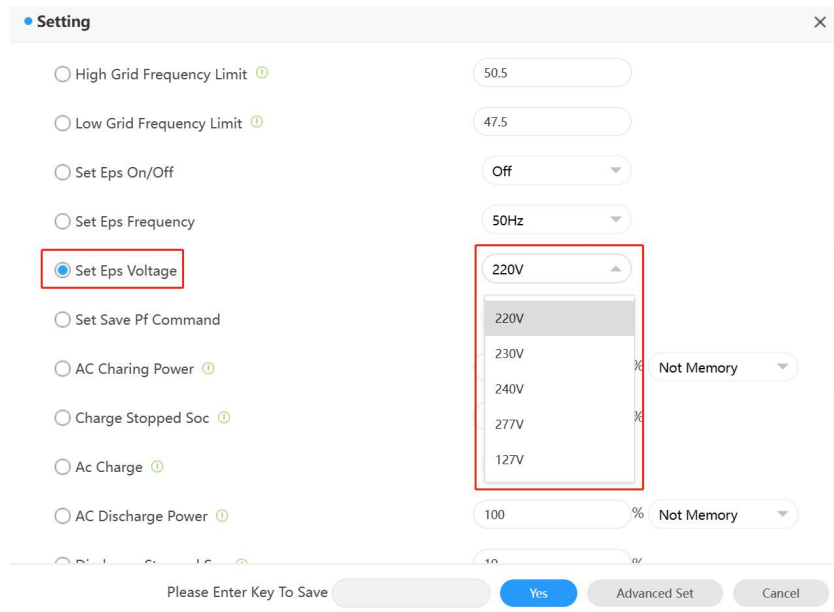 Setting
High Grid Frequency Limit 50.5
Low Grid Frequency Limit 47.5
Set Eps On/Off Off
Set Eps Frequency 50Hz
Set Eps Voltage 220V
220V
Set Save Pf Command
230V
AC Charing Power % Not Memory
240V
Charge Stopped Soc %
277V
Ac Charge
127V
AC Discharge Power 100 % Not Memory
10 %
Please Enter Key To Save Yes Advanced Set Cancel